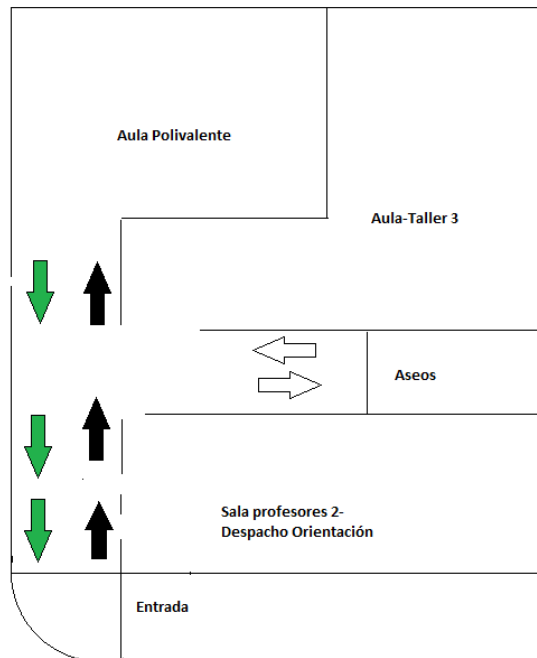 Aula Polivalente
Aula-Taller 3
Aseos
Sala profesores 2-
Despacho Orientación
Entrada